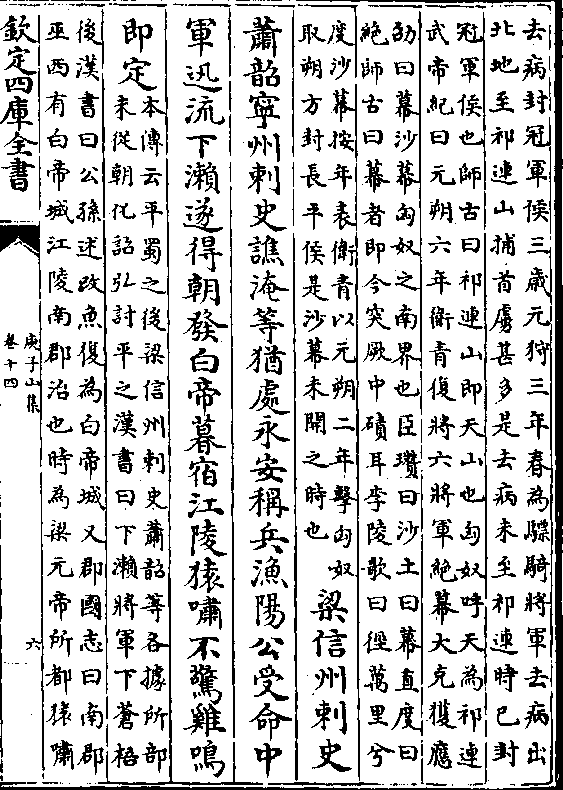 去病封冠軍侯三歲元狩三年春為驃騎將軍去病出
北地至祁連山捕首虜甚多是去病未至祁連時已封
冠軍侯也師古曰祁連山即天山也匈奴呼天為祁連
武帝紀曰元朔六年衛青復將六將軍絶幕大克獲應
劭曰幕沙幕匈奴之南界也臣瓚曰沙土曰幕直度曰
絶師古曰幕者即今突厥中磧耳李陵歌曰徑萬里兮
度沙幕按年表衛青以元朔二年擊匈奴
取朔方封長平侯是沙幕未開之時也
梁信州刺史
蕭韶寧州刺史譙淹等猶處永安稱兵漁陽公受命中
軍迅流下瀨遂得朝發白帝暮宿江陵猿嘯不驚雞鳴
即定
本傳云平蜀之後梁信州刺史蕭韶等各據所部
未從朝化詔弘討平之漢書曰下瀨將軍下蒼梧
後漢書曰公孫述改魚復為白帝城又郡國志曰南郡
巫西有白帝城江陵南郡治也時為梁元帝所都猿嘯
欽定四庫全書
庾子山集
卷十四
六